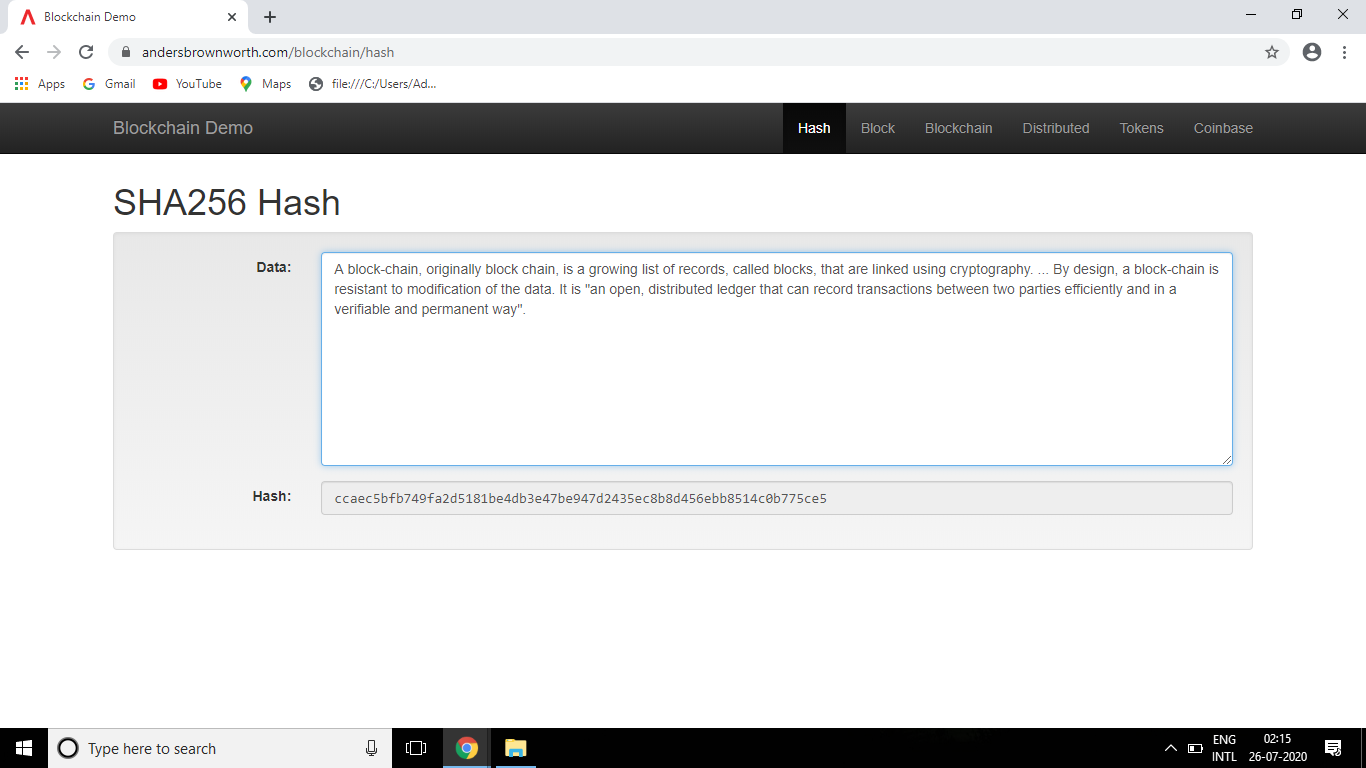 Blockchain Demo
andersbrownworth.com/blockchain/hash
Apps Gmail YouTube Maps file:///C:/Users/Ad...
Blockchain Demo Hash Block Blockchain Distributed Tokens Coinbase
SHA256 Hash
Data: A block-chain, originally block chain, is a growing list of records, called blocks, that are linked using cryptography. ... By design, a block-chain is
resistant to modification of the data. It is "an open, distributed ledger that can record transactions between two parties efficiently and in a
verifiable and permanent way".
Hash: ccaec5bfb749fa2d5181be4db3e47be947d2435ec8b8d456ebb8514c0b775ce5
Type here to search
ENG 02:15
INTL 26-07-2020